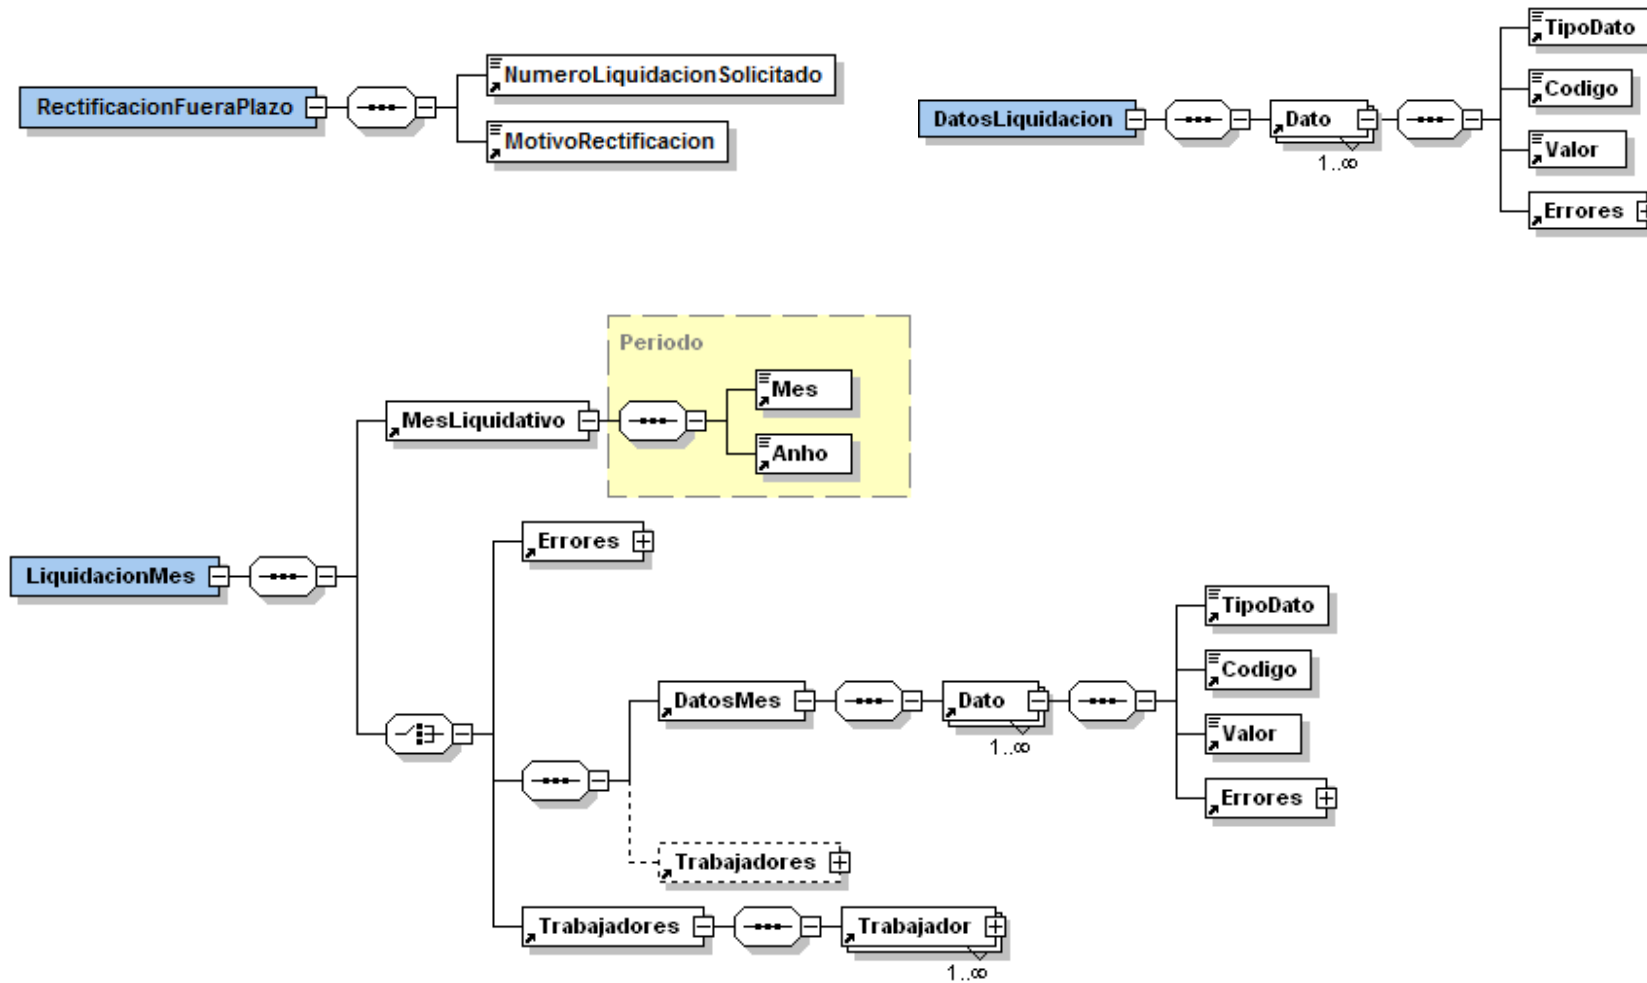 RectificacionFueraPlazo
NumeroLiquidacionSolicitado
MotivoRectificacion
DatosLiquidacion
Dato
1..∞
TipoDato
Codigo
Valor
Errores
LiquidacionMes
MesLiquidativo
Periodo
Mes
Anho
Errores
DatosMes
Dato
1..∞
TipoDato
Codigo
Valor
Errores
Trabajadores
Trabajadores
Trabajador
1..∞